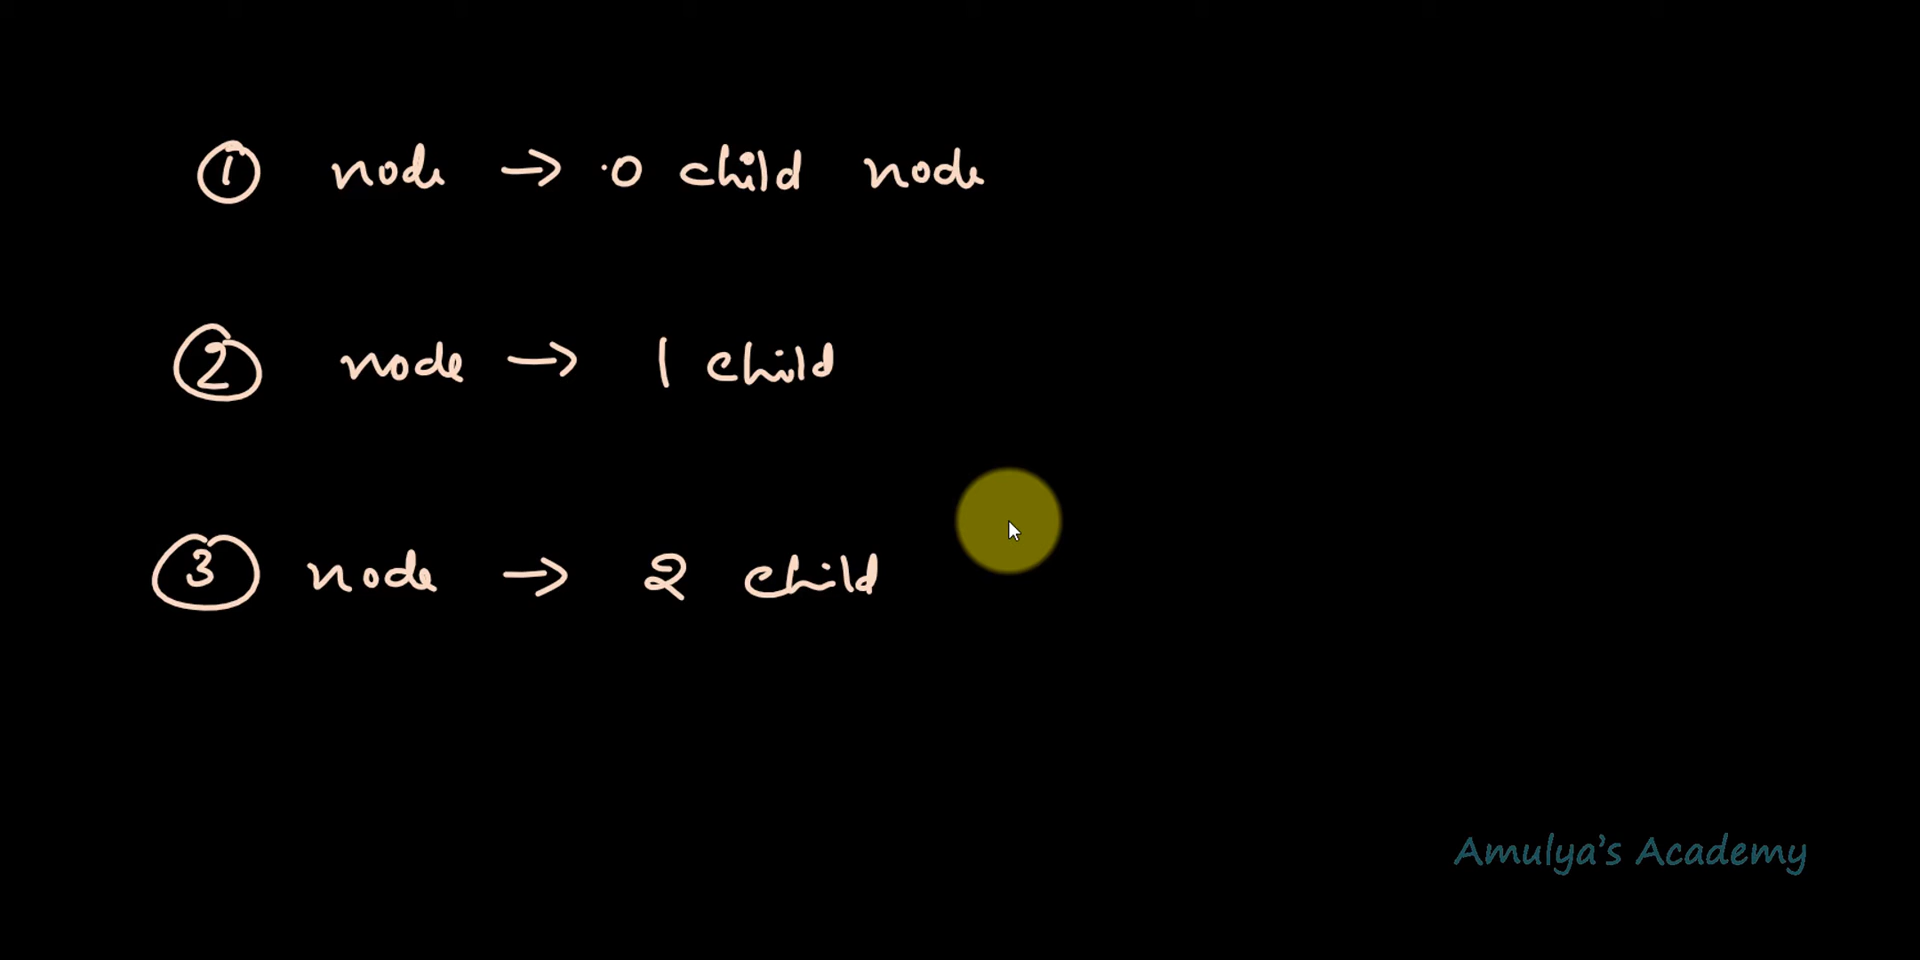 ① node → 0 child node
② node → 1 child
③ node → 2 child
Amulya's Academy